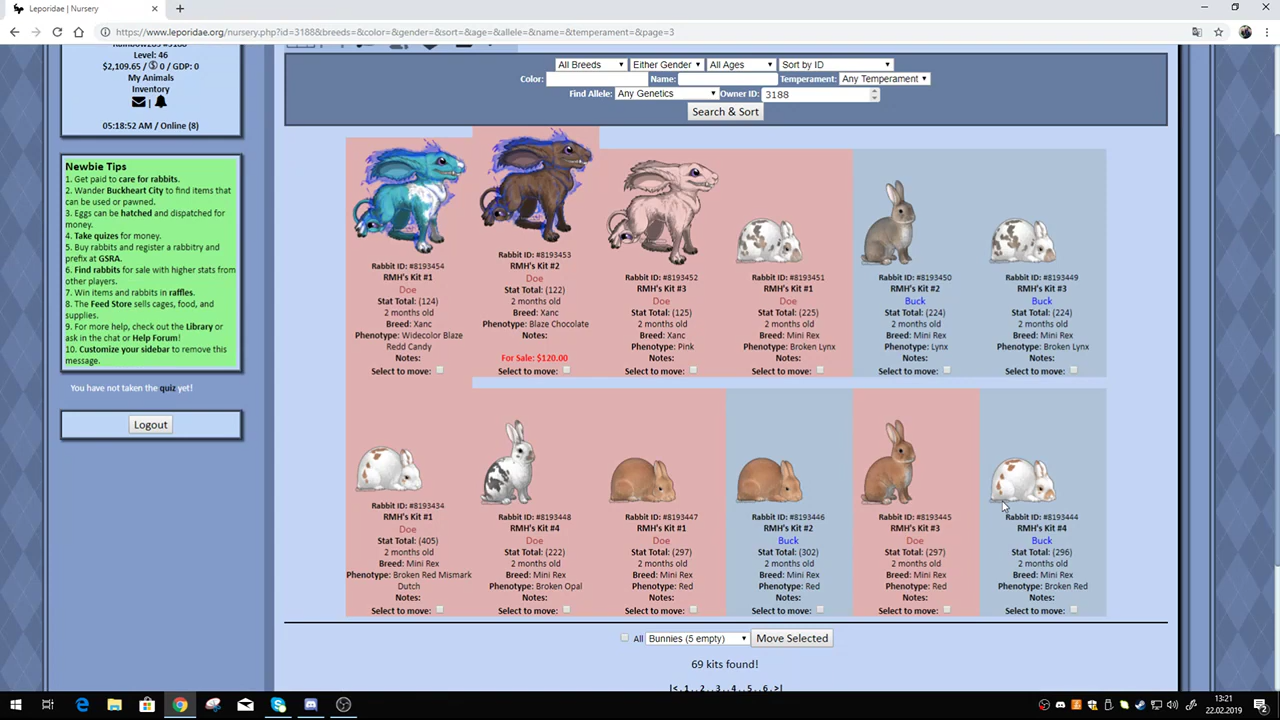 Leporidae | Nursery
https://www.leporidae.org/nursery.php?id=3188&breeds=&color=&gender=&sort=&age=&allele=&name=&temperament=&page=3
Level: 46
$2,109.65 / 0 / GDP: 0
My Animals
Inventory
|
05:18:52 AM / Online (8)
Newbie Tips
1. Get paid to care for rabbits.
2. Wander Buckheart City to find items that
can be used or pawned.
3. Eggs can be hatched and dispatched for
money.
4. Take quizes for money.
5. Buy rabbits and register a rabbitry and
prefix at GSRA.
6. Find rabbits for sale with higher stats from
other players.
7. Win items and rabbits in raffles.
8. The Feed Store sells cages, food, and
supplies.
9. For more help, check out the Library or
ask in the chat or Help Forum!
10. Customize your sidebar to remove this
message.
You have not taken the quiz yet!
Logout
All Breeds Either Gender All Ages Sort by ID
Color: Name: Temperament: Any Temperament
Find Allele: Any Genetics Owner ID: 3188
Search & Sort
Rabbit ID: #8193454
RMH's Kit #1
Doe
Stat Total: (124)
2 months old
Breed: Xanc
Phenotype: Widecolor Blaze
Redd Candy
Notes:
Select to move:
Rabbit ID: #8193453
RMH's Kit #2
Doe
Stat Total: (122)
2 months old
Breed: Xanc
Phenotype: Blaze Chocolate
Notes:
For Sale: $120.00
Select to move:
Rabbit ID: #8193452
RMH's Kit #3
Doe
Stat Total: (125)
2 months old
Breed: Xanc
Phenotype: Pink
Notes:
Select to move:
Rabbit ID: #8193451
RMH's Kit #1
Doe
Stat Total: (225)
2 months old
Breed: Mini Rex
Phenotype: Broken Lynx
Notes:
Select to move:
Rabbit ID: #8193450
RMH's Kit #2
Buck
Stat Total: (224)
2 months old
Breed: Mini Rex
Phenotype: Lynx
Notes:
Select to move:
Rabbit ID: #8193449
RMH's Kit #3
Buck
Stat Total: (224)
2 months old
Breed: Mini Rex
Phenotype: Broken Lynx
Notes:
Select to move:
Rabbit ID: #8193434
RMH's Kit #1
Doe
Stat Total: (405)
2 months old
Breed: Mini Rex
Phenotype: Broken Red Mismark
Dutch
Notes:
Select to move:
Rabbit ID: #8193448
RMH's Kit #4
Doe
Stat Total: (222)
2 months old
Breed: Mini Rex
Phenotype: Broken Opal
Notes:
Select to move:
Rabbit ID: #8193447
RMH's Kit #1
Doe
Stat Total: (297)
2 months old
Breed: Mini Rex
Phenotype: Red
Notes:
Select to move:
Rabbit ID: #8193446
RMH's Kit #2
Buck
Stat Total: (302)
2 months old
Breed: Mini Rex
Phenotype: Red
Notes:
Select to move:
Rabbit ID: #8193445
RMH's Kit #3
Doe
Stat Total: (297)
2 months old
Breed: Mini Rex
Phenotype: Red
Notes:
Select to move:
Rabbit ID: #8193444
RMH's Kit #4
Buck
Stat Total: (296)
2 months old
Breed: Mini Rex
Phenotype: Broken Red
Notes:
Select to move:
All Bunnies (5 empty) Move Selected
69 kits found!
|<.1..2..3..4..5..6.>|
13:21
22.02.2019